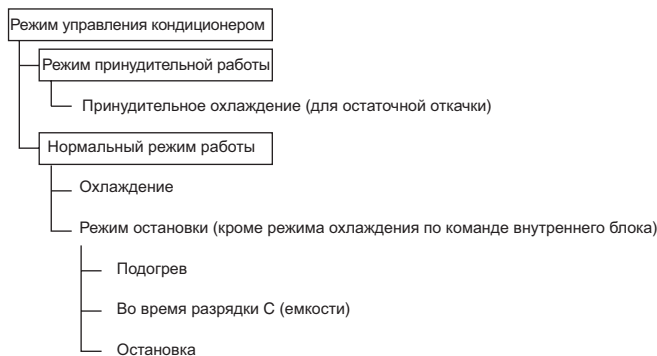 Режим управления кондиционером
Режим принудительной работы
Принудительное охлаждение (для остаточной откачки)
Нормальный режим работы
Охлаждение
Режим остановки (кроме режима охлаждения по команде внутреннего блока)
Подогрев
Во время разрядки С (емкости)
Остановка